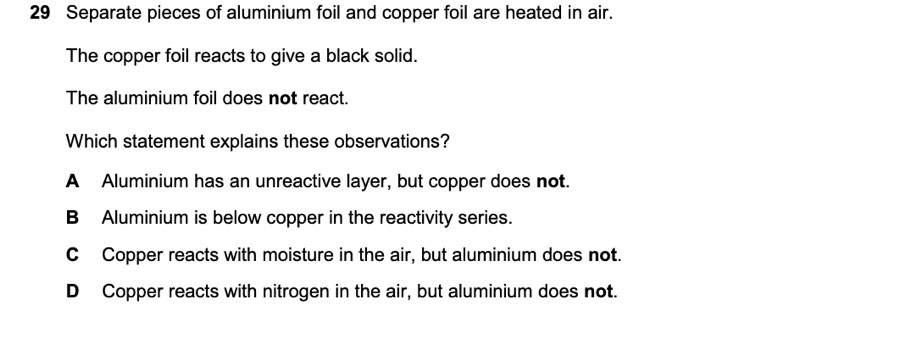 29 Separate pieces of aluminium foil and copper foil are heated in air.
The copper foil reacts to give a black solid.
The aluminium foil does not react.
Which statement explains these observations?
A Aluminium has an unreactive layer, but copper does not.
B Aluminium is below copper in the reactivity series.
C Copper reacts with moisture in the air, but aluminium does not.
D Copper reacts with nitrogen in the air, but aluminium does not.